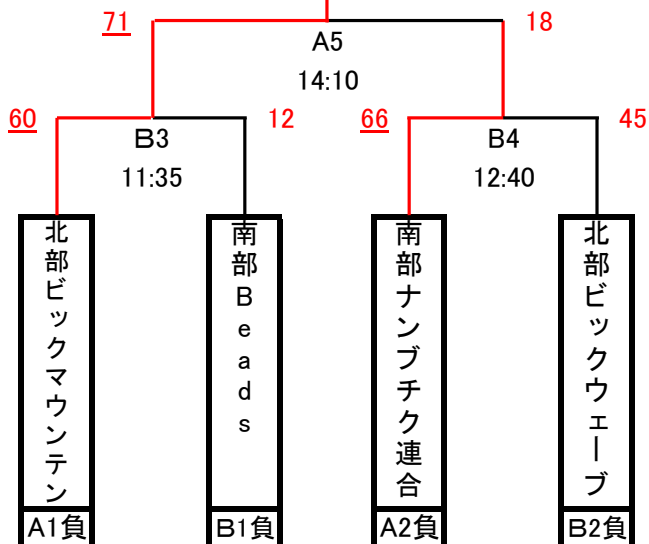 71
18
A5
14:10
60
12
66
45
B3
B4
11:35
12:40
北部ビックマウンテン
南部Beads
南部ナンブチク連合
北部ビックウェーブ
A1負
B1負
A2負
B2負